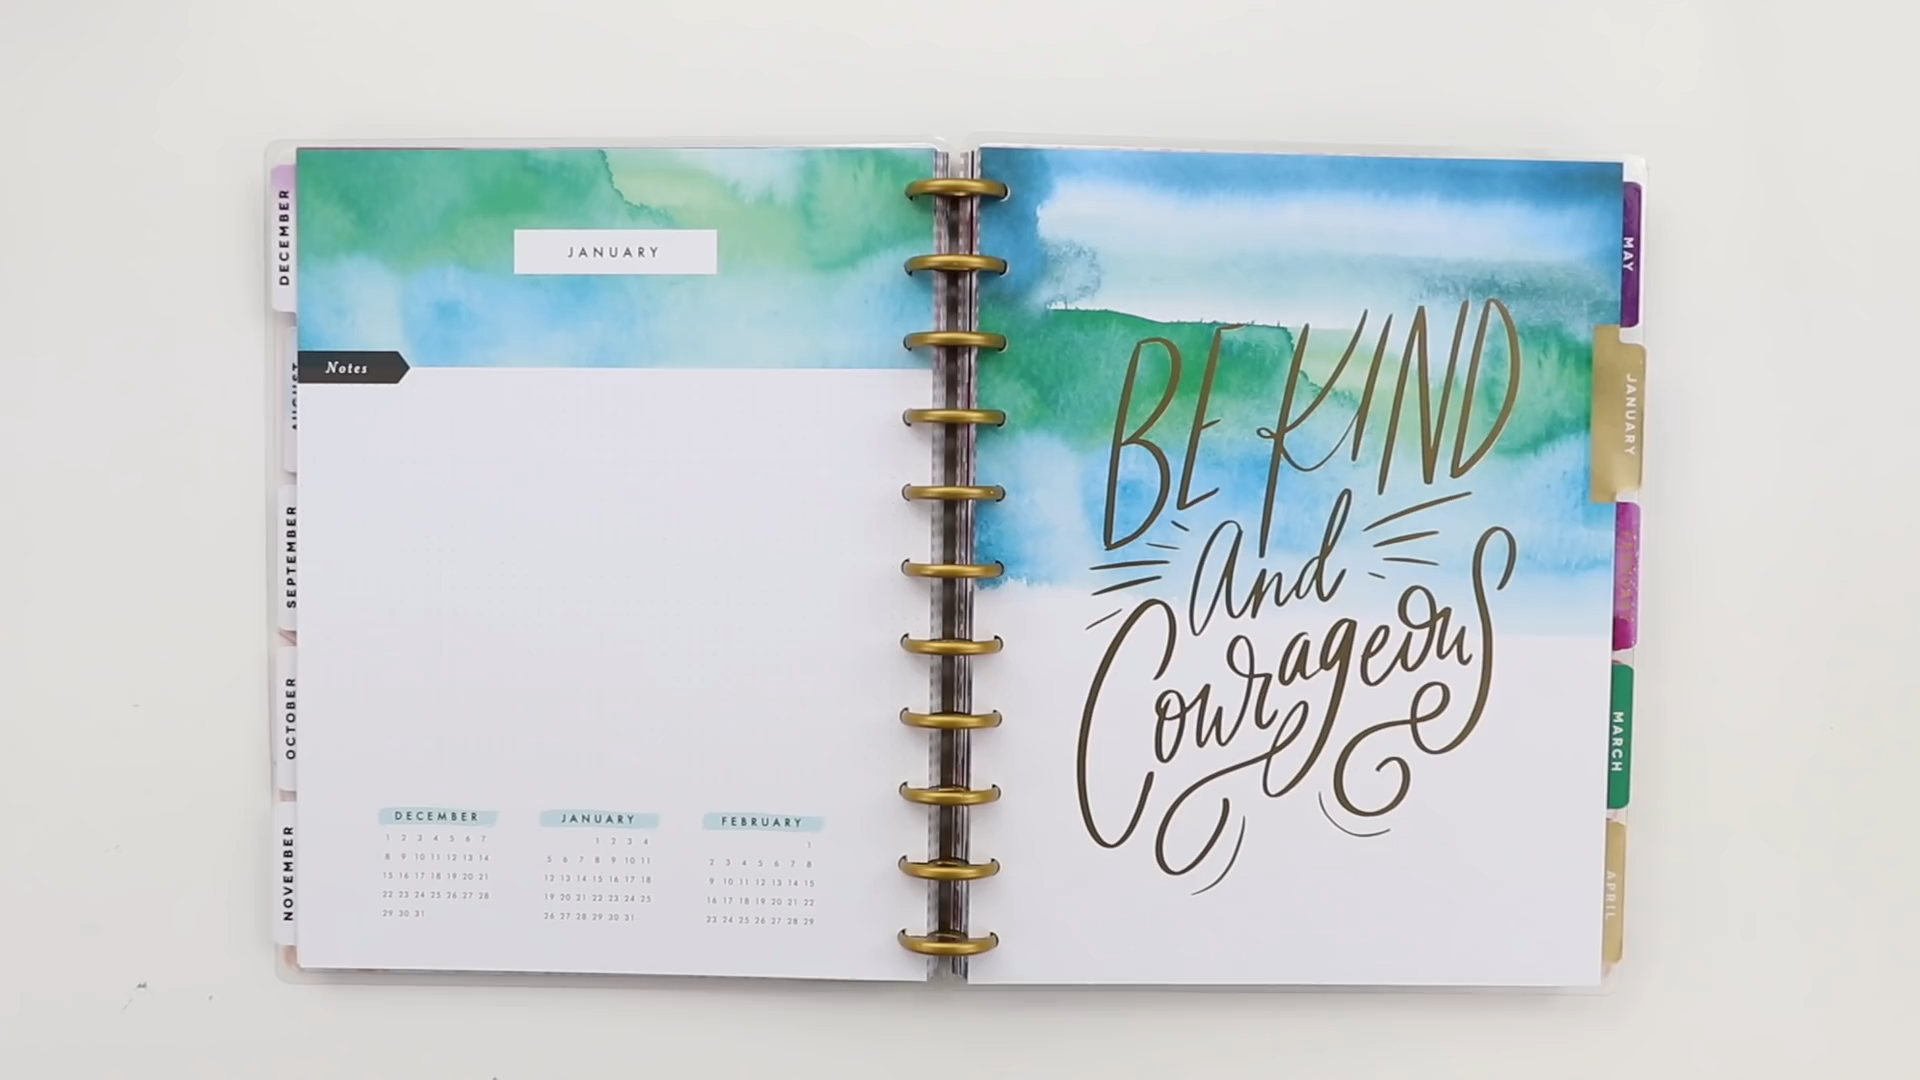 DECEMBER
SEPTEMBER
OCTOBER
NOVEMBER
JANUARY
Notes
DECEMBER
1 2 3 4 5 6 7
8 9 10 11 12 13 14
15 16 17 18 19 20 21
22 23 24 25 26 27 28
29 30 31
JANUARY
1 2 3 4
5 6 7 8 9 10 11
12 13 14 15 16 17 18
19 20 21 22 23 24 25
26 27 28 29 30 31
FEBRUARY
1
2 3 4 5 6 7 8
9 10 11 12 13 14 15
16 17 18 19 20 21 22
23 24 25 26 27 28 29
BE KIND
and
Courageous
MAY
JANUARY
MARCH
APRIL